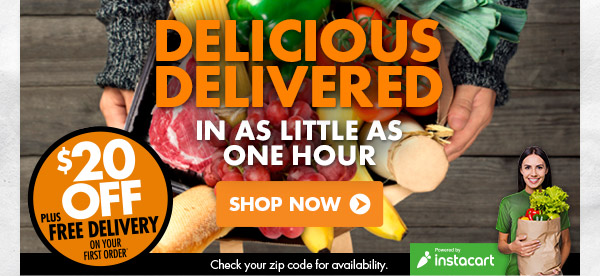 DELICIOUS
DELIVERED
IN AS LITTLE AS
ONE HOUR
$20
OFF
PLUS
FREE DELIVERY
ON YOUR
FIRST ORDER*
SHOP NOW
Powered by
instacart
Check your zip code for availability.